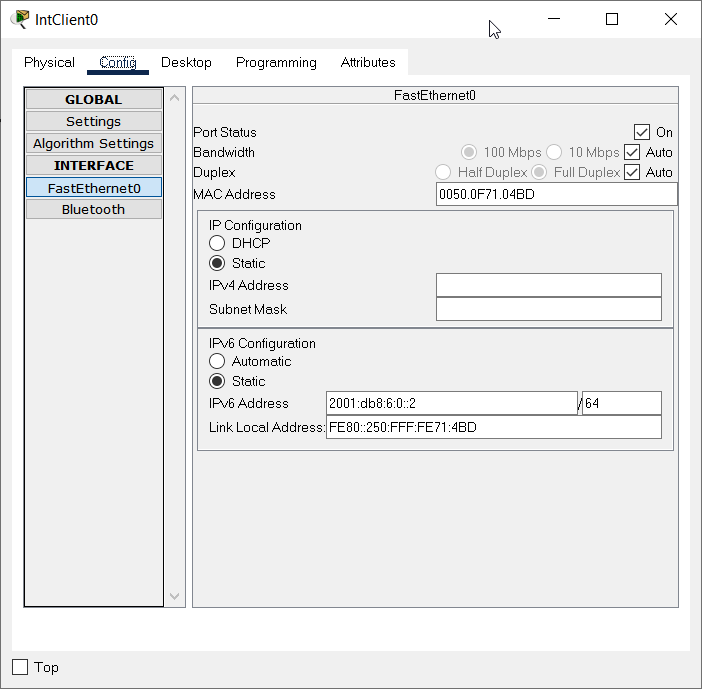 IntClient0
Physical Config Desktop Programming Attributes
GLOBAL
Settings
Algorithm Settings
INTERFACE
FastEthernet0
Bluetooth
FastEthernet0
Port Status On
Bandwidth 100 Mbps 10 Mbps Auto
Duplex Half Duplex Full Duplex Auto
MAC Address 0050.0F71.04BD
IP Configuration
DHCP
Static
IPv4 Address
Subnet Mask
IPv6 Configuration
Automatic
Static
IPv6 Address 2001:db8:6:0::2 / 64
Link Local Address: FE80::250:FFF:FE71:4BD
Top